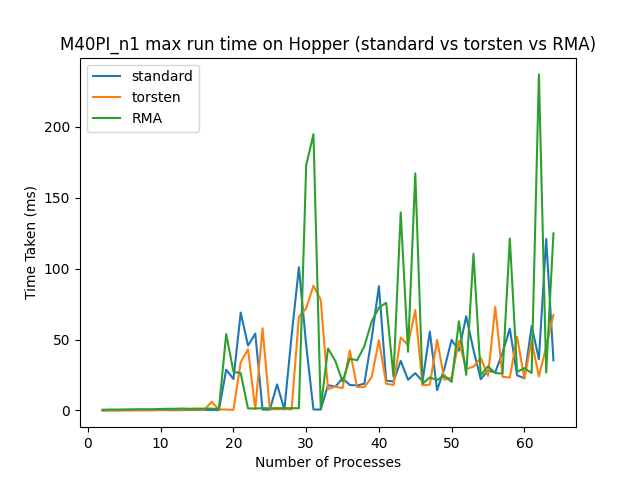 M40PI_n1 max run time on Hopper (standard vs torsten vs RMA)
standard
torsten
RMA
Time Taken (ms)
200
150
100
50
0
0 10 20 30 40 50 60
Number of Processes